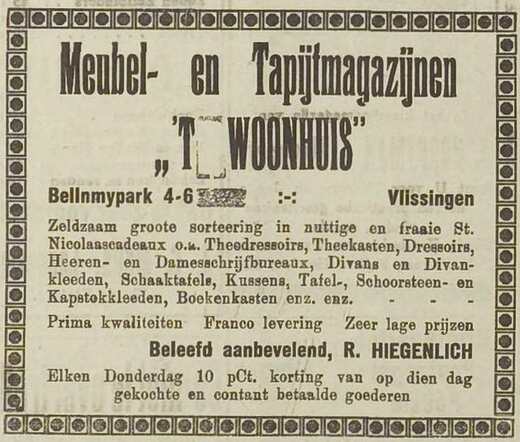 Meubel- en Tapijtmagazijnen
„'T WOONHUIS”
Bellnmypark 4-6 :-: Vlissingen
Zeldzaam groote sorteering in nuttige en fraaie St.
Nicolaascadeaux o.a. Theedressoirs, Theekasten, Dressoirs,
Heeren- en Damesschrijfbureaux, Divans en Divan-
kleeden, Schaaktafels, Kussens, Tafel-, Schoorsteen- en
Kapstokkleeden, Boekenkasten enz. enz. - - -
Prima kwaliteiten Franco levering Zeer lage prijzen
Beleefd aanbevelend, R. HIEGENLICH
Elken Donderdag 10 pCt. korting van op dien dag
gekochte en contant betaalde goederen